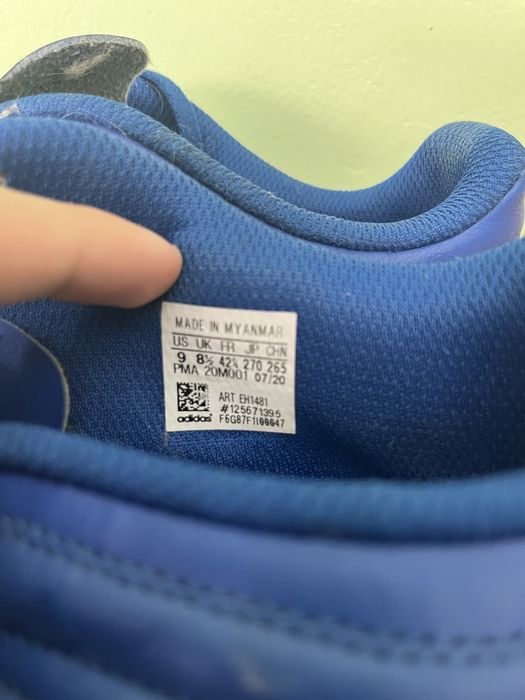 MADE IN MYANMAR
US UK FR JP CHN
9 8½ 42⅔ 270 265
PMA 20M001 07/20
ART EH1481
#125671395
adidas F6G87F1L00047